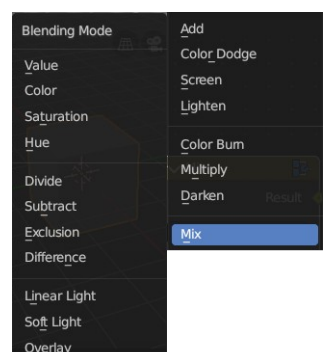 Blending Mode
Value
Color
Saturation
Hue
Divide
Subtract
Exclusion
Difference
Linear Light
Soft Light
Overlay
Add
Color Dodge
Screen
Lighten
Color Burn
Multiply
Darken
Result
Mix